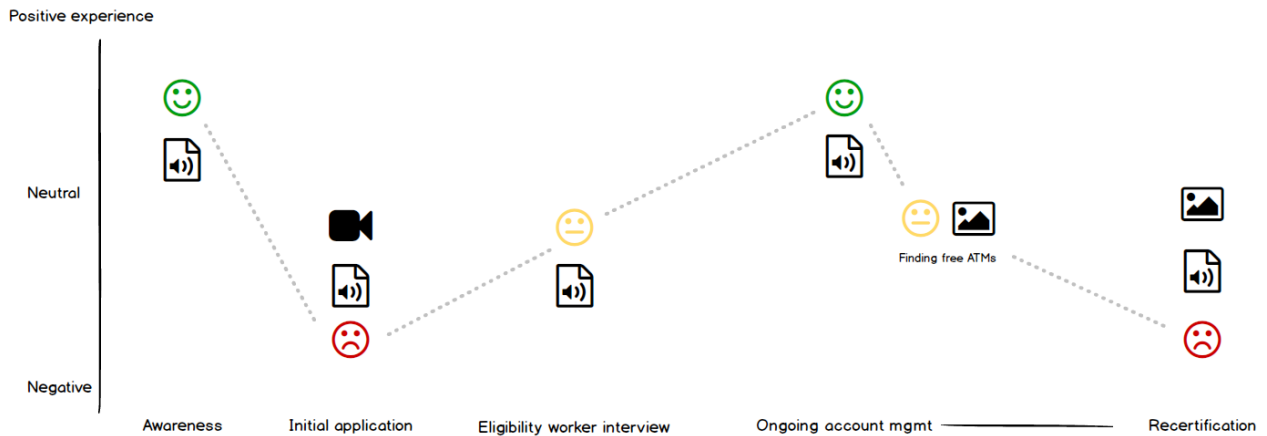 Positive experience
Neutral
Finding free ATMs
Negative
Awareness
Initial application
Eligibility worker interview
Ongoing account mgmt
Recertification